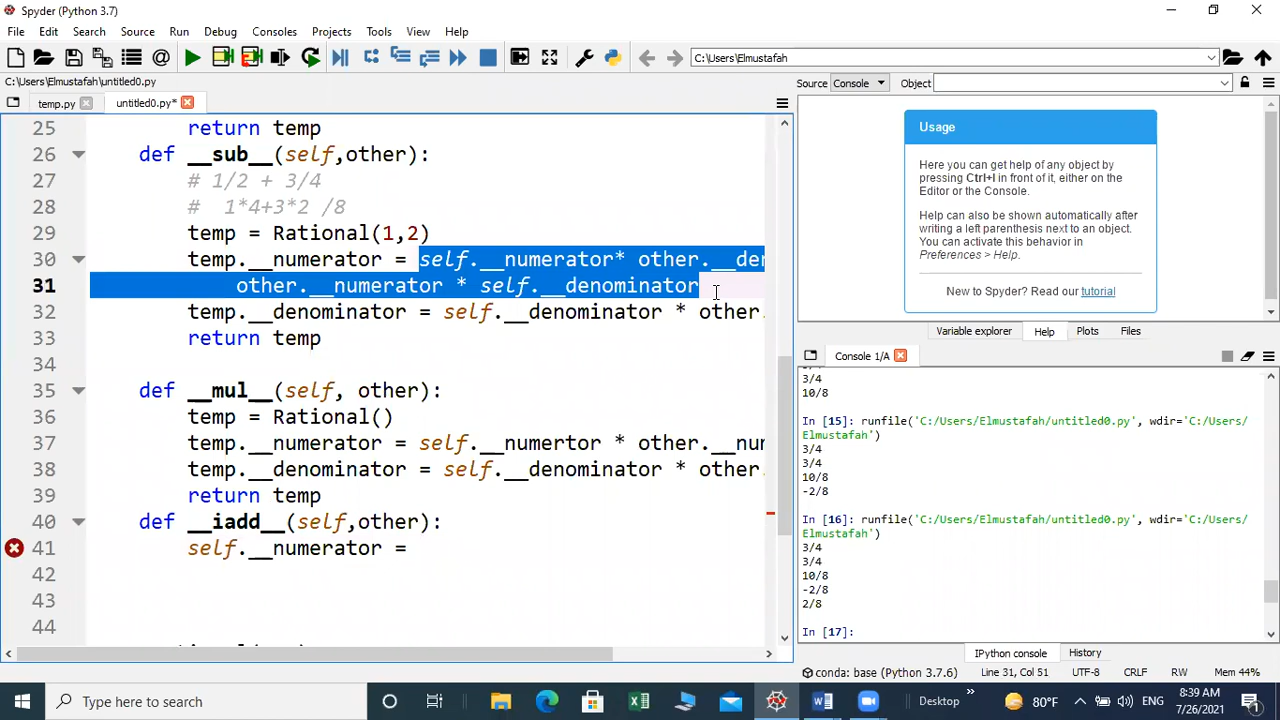 Spyder (Python 3.7)
File Edit Search Source Run Debug Consoles Projects Tools View Help
C:\Users\Elmustafah
C:\Users\Elmustafah\untitled0.py
temp.py untitled0.py*
25 return temp
26 def __sub__(self,other):
27 # 1/2 + 3/4
28 # 1*4+3*2 /8
29 temp = Rational(1,2)
30 temp.__numerator = self.__numerator* other.__der
31 other.__numerator * self.__denominator
32 temp.__denominator = self.__denominator * other.
33 return temp
34
35 def __mul__(self, other):
36 temp = Rational()
37 temp.__numerator = self.__numertor * other.__num
38 temp.__denominator = self.__denominator * other.
39 return temp
40 def __iadd__(self,other):
41 self.__numerator =
42
43
44
Source Console Object
Usage
Here you can get help of any object by
pressing Ctrl+I in front of it, either on the
Editor or the Console.
Help can also be shown automatically after
writing a left parenthesis next to an object.
You can activate this behavior in
Preferences > Help.
New to Spyder? Read our tutorial
Variable explorer Help Plots Files
Console 1/A
3/4
10/8
In [15]: runfile('C:/Users/Elmustafah/untitled0.py', wdir='C:/Users/
Elmustafah')
3/4
3/4
10/8
-2/8
In [16]: runfile('C:/Users/Elmustafah/untitled0.py', wdir='C:/Users/
Elmustafah')
3/4
3/4
10/8
-2/8
2/8
In [17]:
IPython console History
conda: base (Python 3.7.6) Line 31, Col 51 UTF-8 CRLF RW Mem 44%
Type here to search
Desktop
80°F
8:39 AM
7/26/2021